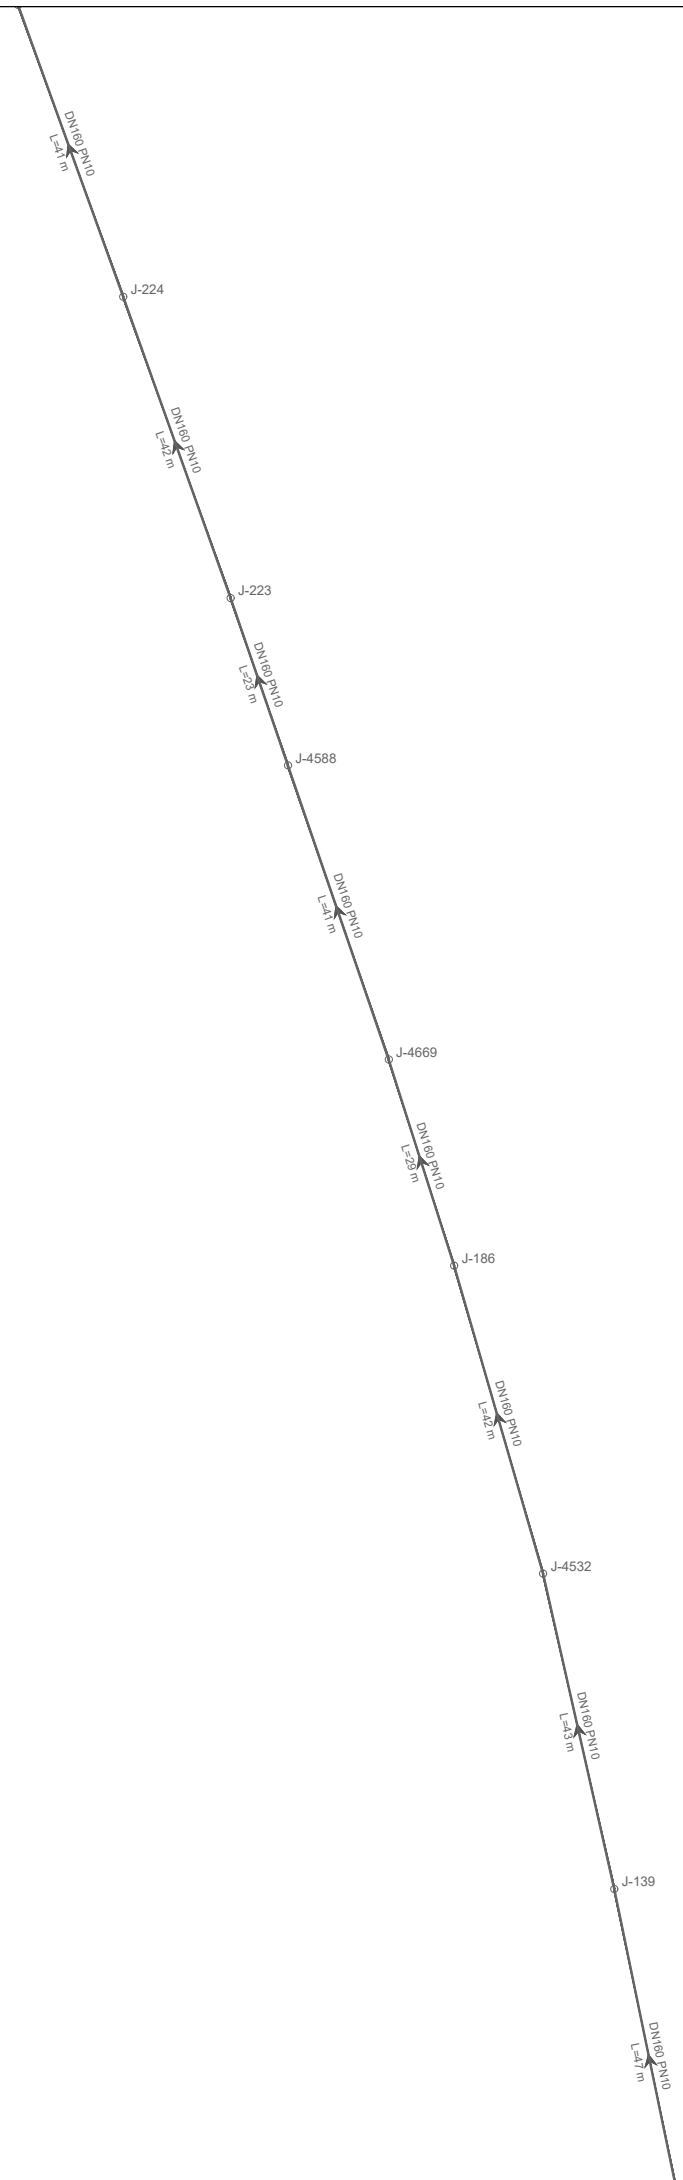 DN160 PN10
L=41 m
J-224
DN160 PN10
L=42 m
J-223
DN160 PN10
L=23 m
J-4588
DN160 PN10
L=41 m
J-4669
DN160 PN10
L=29 m
J-186
DN160 PN10
L=42 m
J-4532
DN160 PN10
L=43 m
J-139
DN160 PN10
L=47 m